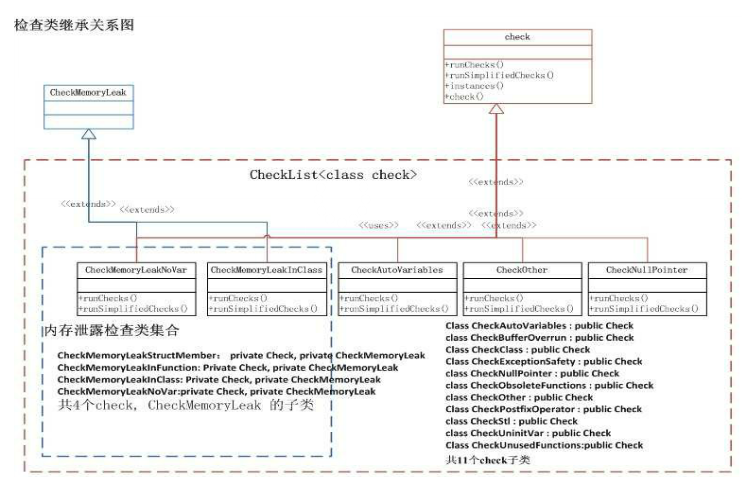 检查类继承关系图
check
+runChecks()
+runSimplifiedChecks()
+instances()
+check()
CheckMemoryLeak
CheckList<class check>
<<extends>>
<<extends>>
<<extends>>
<<extends>>
<<uses>>
<<extends>>
<<extends>>
CheckMemoryLeakNoVar
+runChecks()
+runSimplifiedChecks()
CheckMemoryLeakInClass
+runChecks()
+runSimplifiedChecks()
CheckAutoVariables
+runChecks()
+runSimplifiedChecks()
CheckOther
+runChecks()
+runSimplifiedChecks()
CheckNullPointer
+runChecks()
+runSimplifiedChecks()
内存泄露检查类集合
CheckMemoryLeakStructMember： private Check, private CheckMemoryLeak
CheckMemoryLeakInFunction: Private Check, private CheckMemoryLeak
CheckMemoryLeakInClass: Private Check, private CheckMemoryLeak
CheckMemoryLeakNoVar:private Check, private CheckMemoryLeak
共4个check, CheckMemoryLeak 的子类
Class CheckAutoVariables : public Check
class CheckBufferOverrun : public Check
Class CheckClass : public Check
Class CheckExceptionSafety : public Check
class CheckNullPointer : public Check
class CheckObsoleteFunctions : public Check
class CheckOther : public Check
Class CheckPostfixOperator : public Check
class CheckStl : public Check
class CheckUninitVar : public Check
Class CheckUnusedFunctions:public Check
共11个check子类